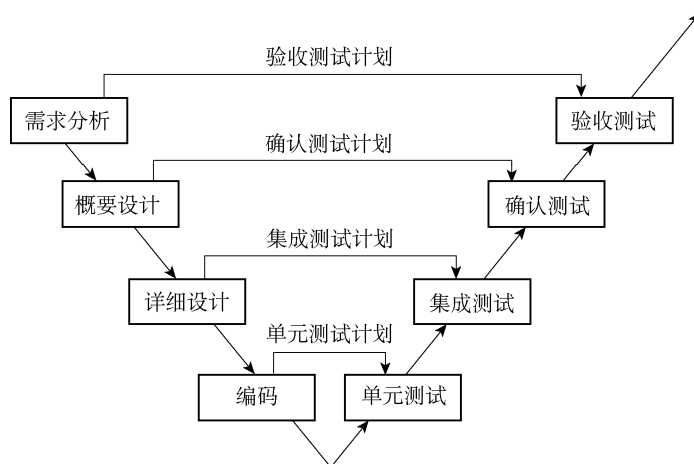 验收测试计划
需求分析
验收测试
确认测试计划
概要设计
确认测试
集成测试计划
详细设计
集成测试
单元测试计划
编码
单元测试